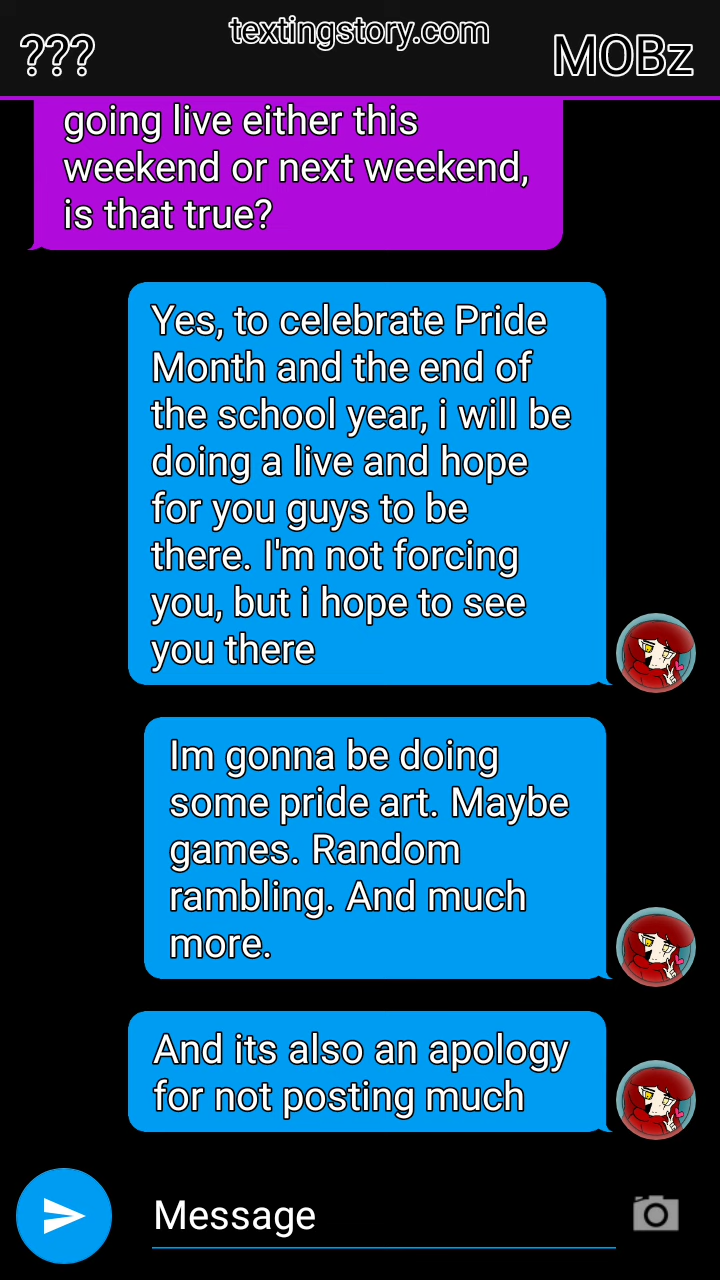 textingstory.com
??? MOBz
going live either this
weekend or next weekend,
is that true?
Yes, to celebrate Pride
Month and the end of
the school year, i will be
doing a live and hope
for you guys to be
there. I'm not forcing
you, but i hope to see
you there
Im gonna be doing
some pride art. Maybe
games. Random
rambling. And much
more.
And its also an apology
for not posting much
Message